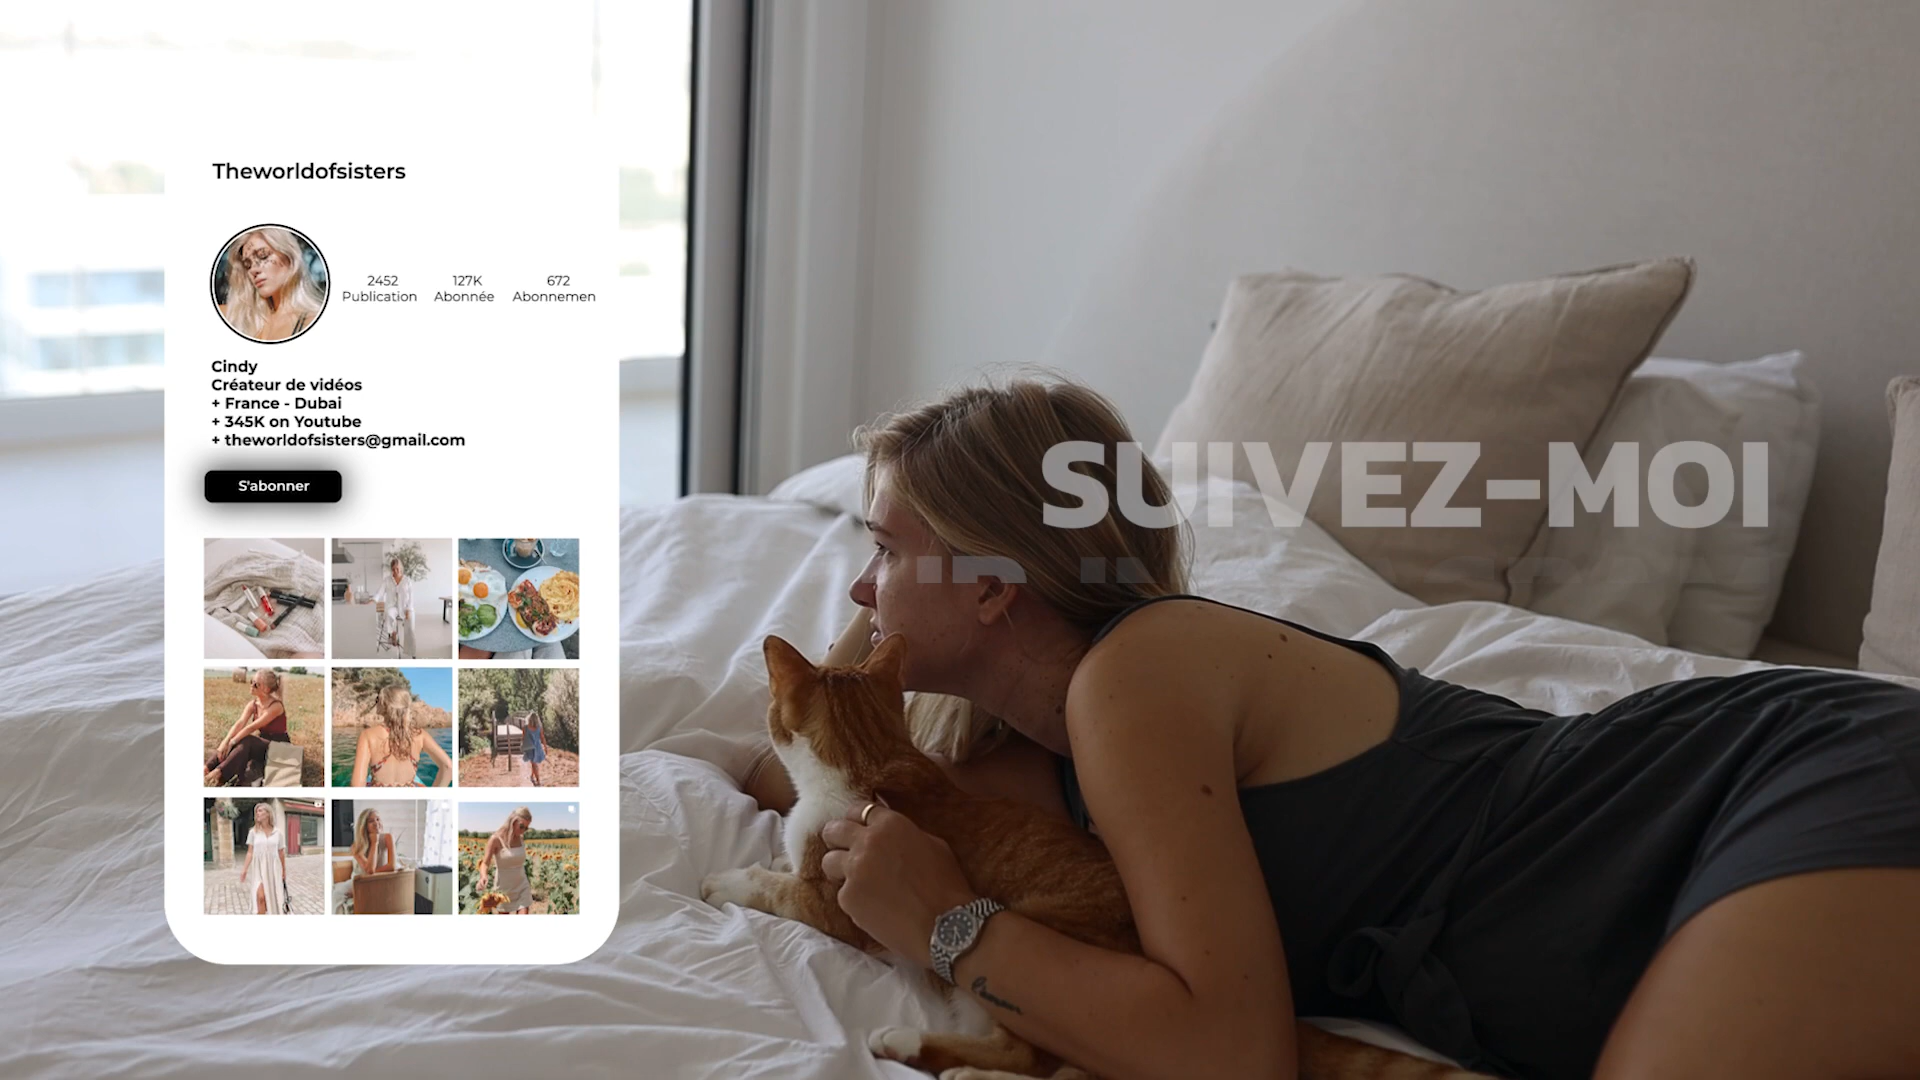 Theworldofsisters
2452 127K 672
Publication Abonnée Abonnemen
Cindy
Créateur de vidéos
+ France - Dubai
+ 345K on Youtube
+ theworldofsisters@gmail.com
S'abonner
SUIVEZ-MOI